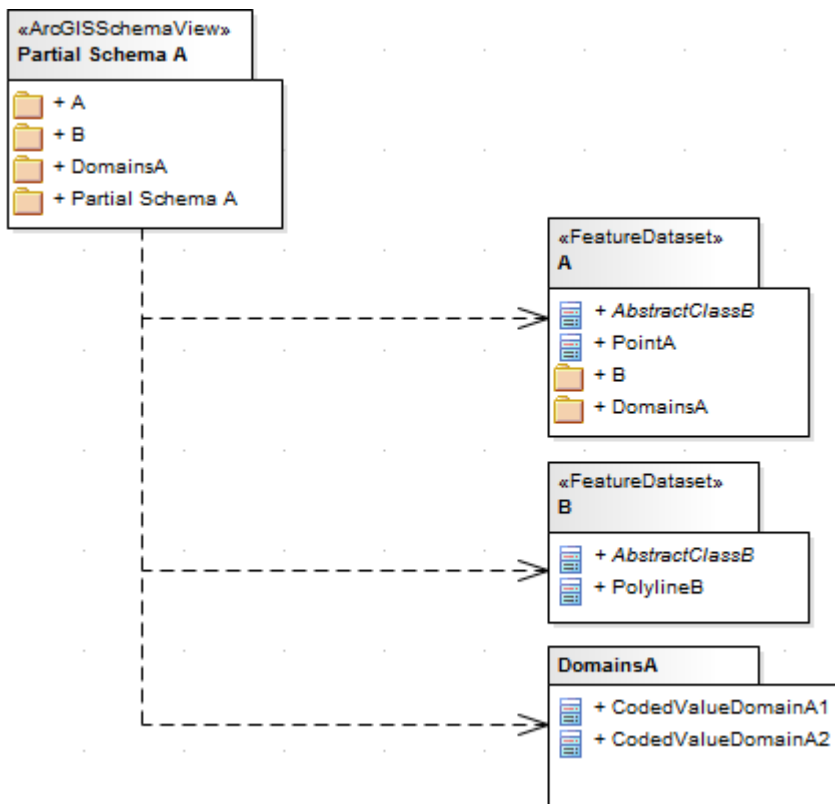 «ArcGISSchemaView»
Partial Schema A
+ A
+ B
+ DomainsA
+ Partial Schema A
«FeatureDataset»
A
+ AbstractClassB
+ PointA
+ B
+ DomainsA
«FeatureDataset»
B
+ AbstractClassB
+ PolylineB
DomainsA
+ CodedValueDomainA1
+ CodedValueDomainA2